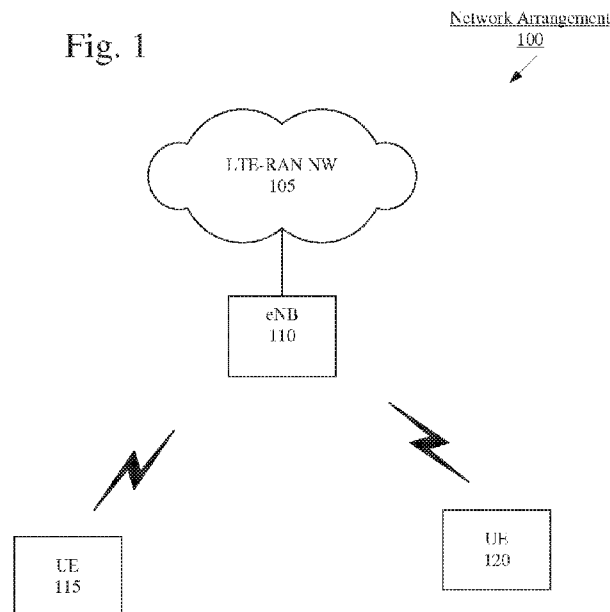 Network Arrangement
100
Fig. 1
LTE-RAN NW
105
eNB
110
UE
120
UE
115